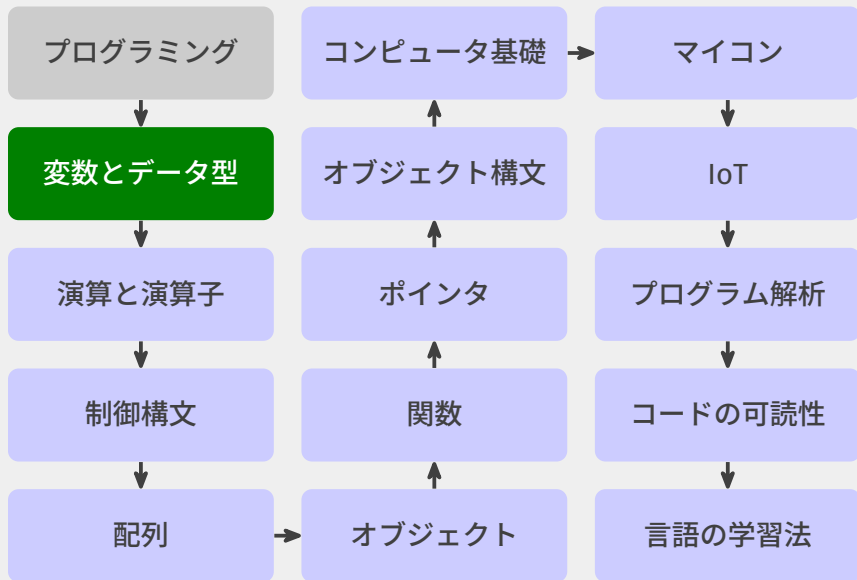 プログラミング
変数とデータ型
演算と演算子
制御構文
配列
オブジェクト
関数
ポインタ
オブジェクト構文
コンピュータ基礎
マイコン
IoT
プログラム解析
コードの可読性
言語の学習法